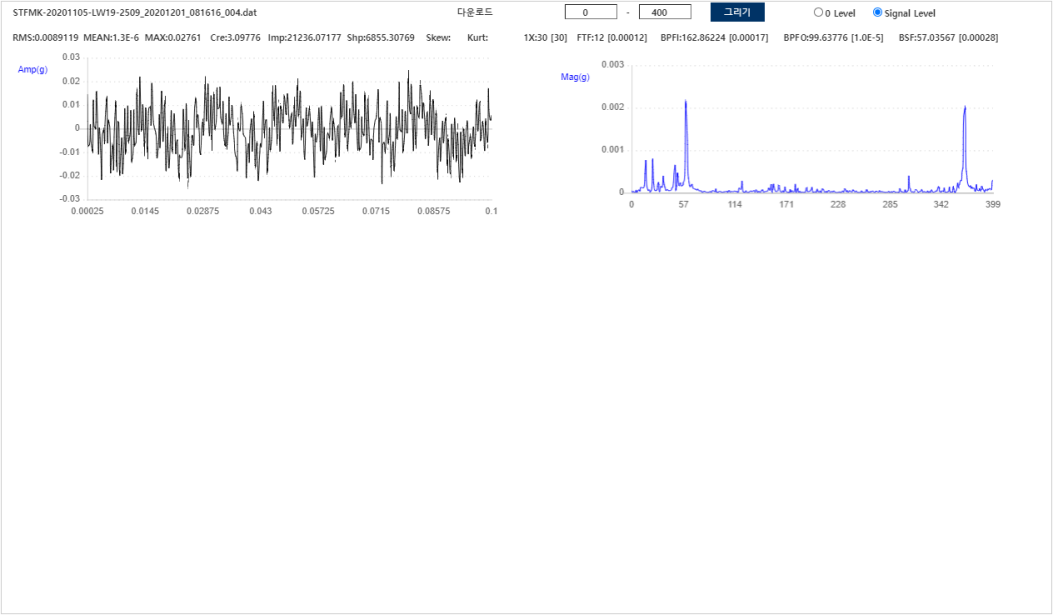 STFMK-20201105-LW19-2509_20201201_081616_004.dat 다운로드 0 - 400 그리기 0 Level Signal Level
RMS:0.0089119 MEAN:1.3E-6 MAX:0.02761 Cre:3.09776 Imp:21236.07177 Shp:6855.30769 Skew: Kurt: 1X:30 [30] FTF:12 [0.00012] BPFI:162.86224 [0.00017] BPFO:99.63776 [1.0E-5] BSF:57.03567 [0.00028]
Amp(g)
0.03
0.02
0.01
0
-0.01
-0.02
-0.03
0.00025 0.0145 0.02875 0.043 0.05725 0.0715 0.08575 0.1
Mag(g)
0.003
0.002
0.001
0
0 57 114 171 228 285 342 399